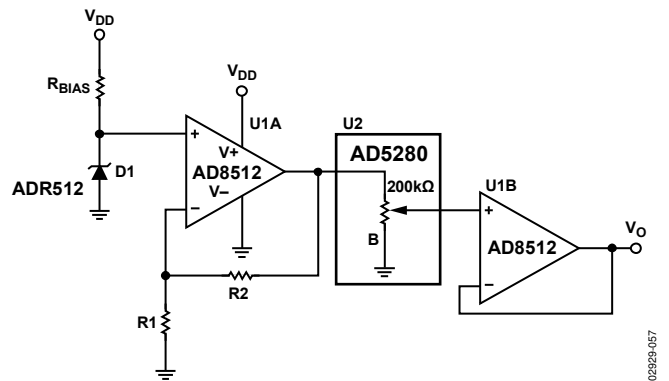 VDD
RBIAS
D1
ADR512
VDD
U1A
+
V+
AD8512
V–
–
R2
R1
U2
AD5280
200kΩ
B
U1B
+
AD8512
–
VO
02929-057